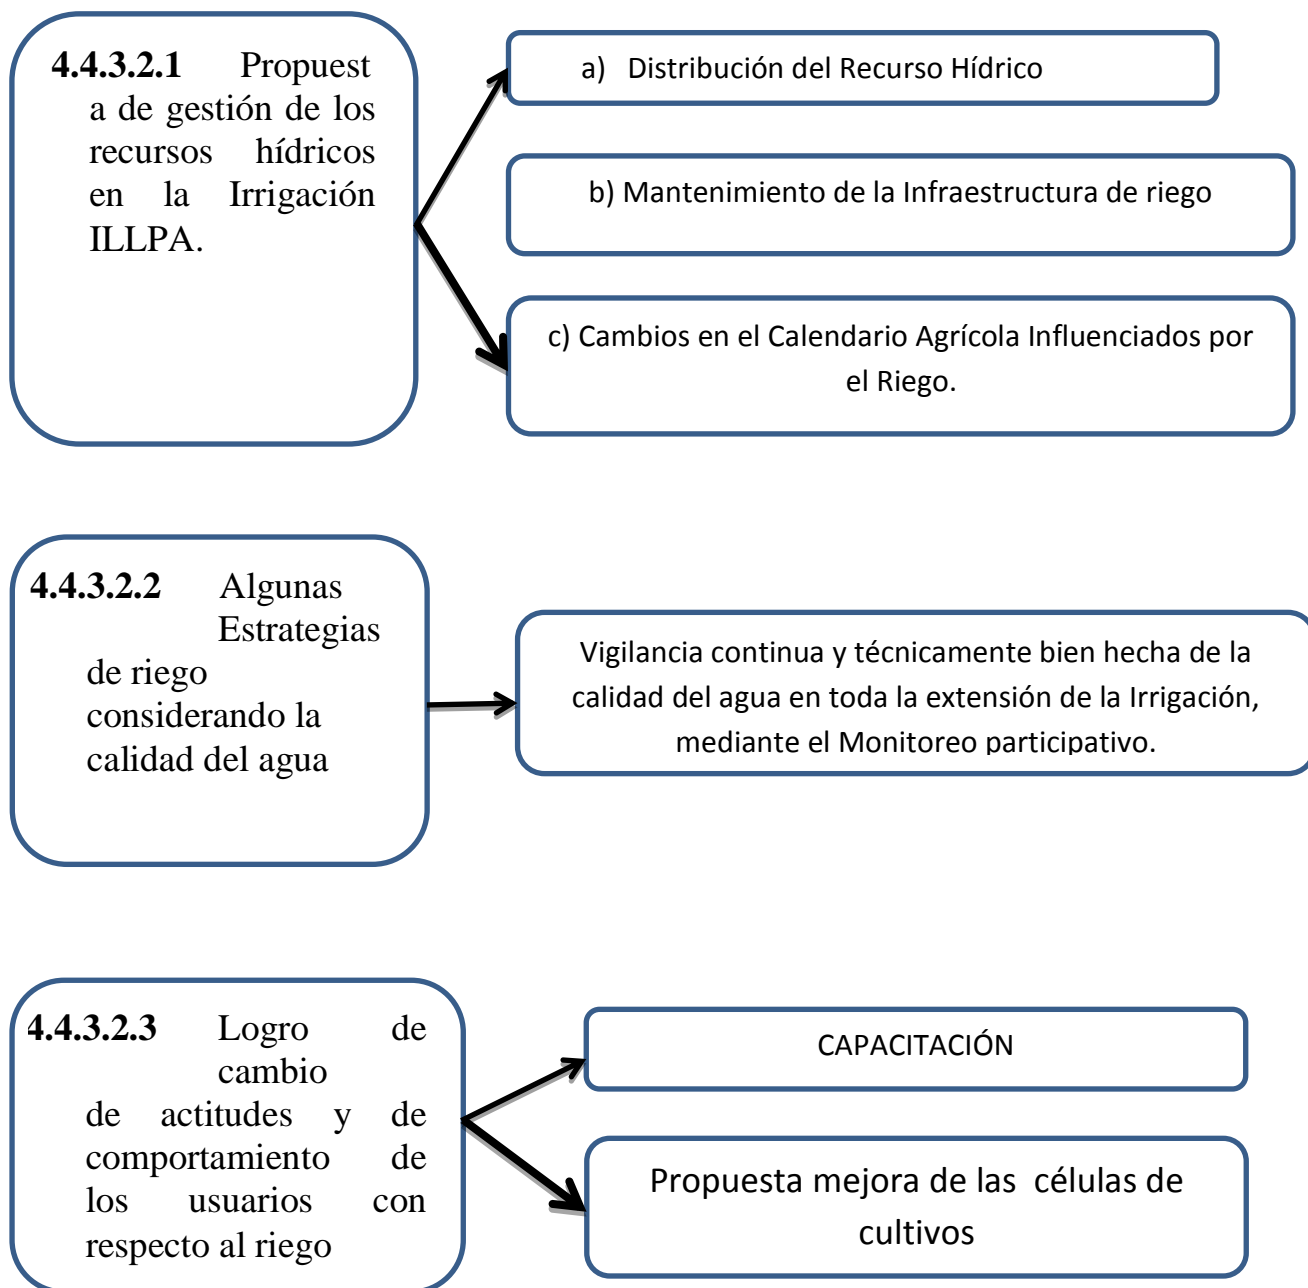 4.4.3.2.1 Propuest
a de gestión de los
recursos hídricos
en la Irrigación
ILLPA.
a) Distribución del Recurso Hídrico
b) Mantenimiento de la Infraestructura de riego
c) Cambios en el Calendario Agrícola Influenciados por
el Riego.
4.4.3.2.2 Algunas
Estrategias
de riego
considerando la
calidad del agua
Vigilancia continua y técnicamente bien hecha de la
calidad del agua en toda la extensión de la Irrigación,
mediante el Monitoreo participativo.
4.4.3.2.3 Logro de
cambio
de actitudes y de
comportamiento de
los usuarios con
respecto al riego
CAPACITACIÓN
Propuesta mejora de las células de
cultivos